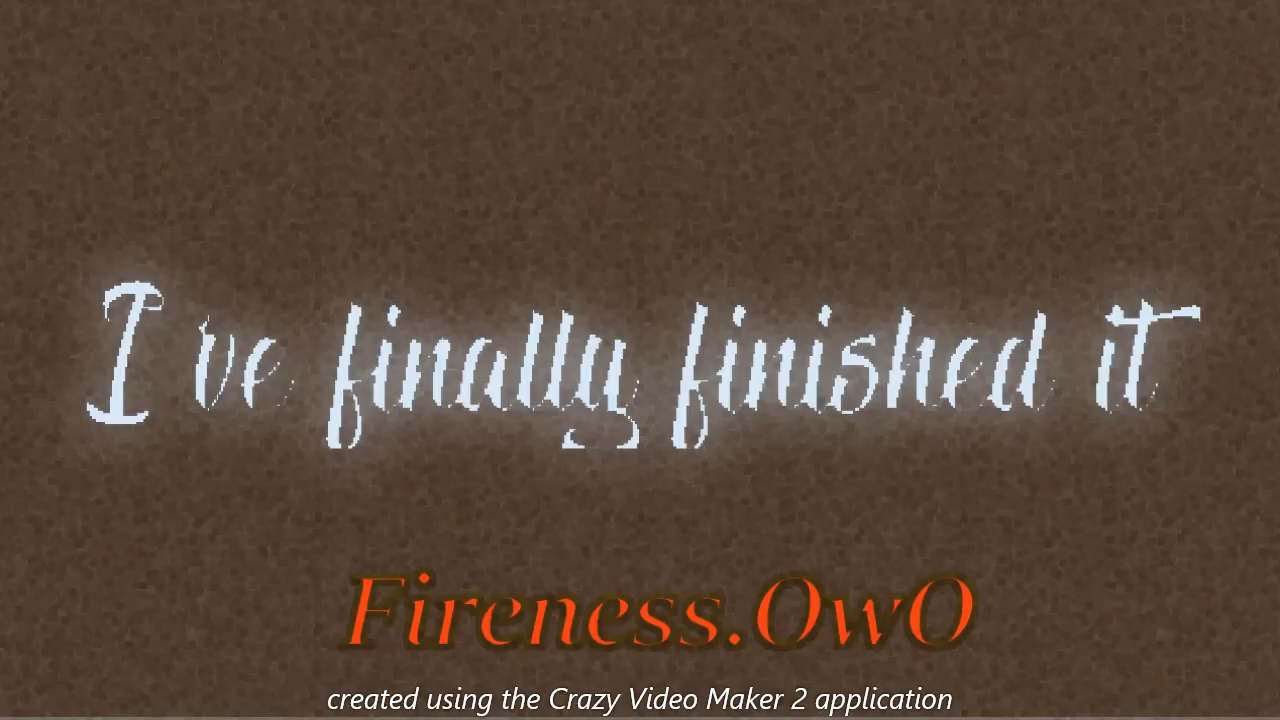 I've finally finished it
Fireness.OwO
created using the Crazy Video Maker 2 application